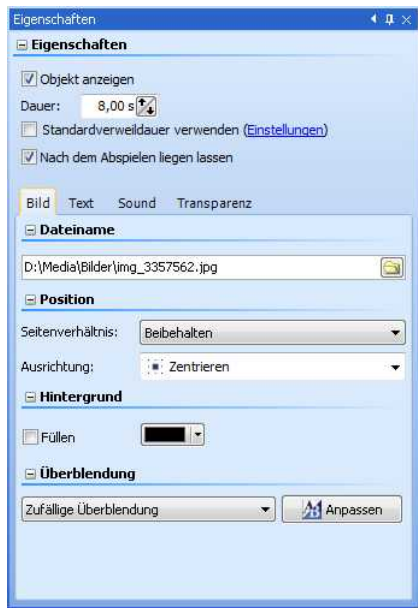 Eigenschaften
Eigenschaften
Objekt anzeigen
Dauer: 8,00 s
Standardverweildauer verwenden (Einstellungen)
Nach dem Abspielen liegen lassen
Bild Text Sound Transparenz
Dateiname
D:\Media\Bilder\img_3357562.jpg
Position
Seitenverhältnis: Beibehalten
Ausrichtung: Zentrieren
Hintergrund
Füllen
Überblendung
Zufällige Überblendung Anpassen